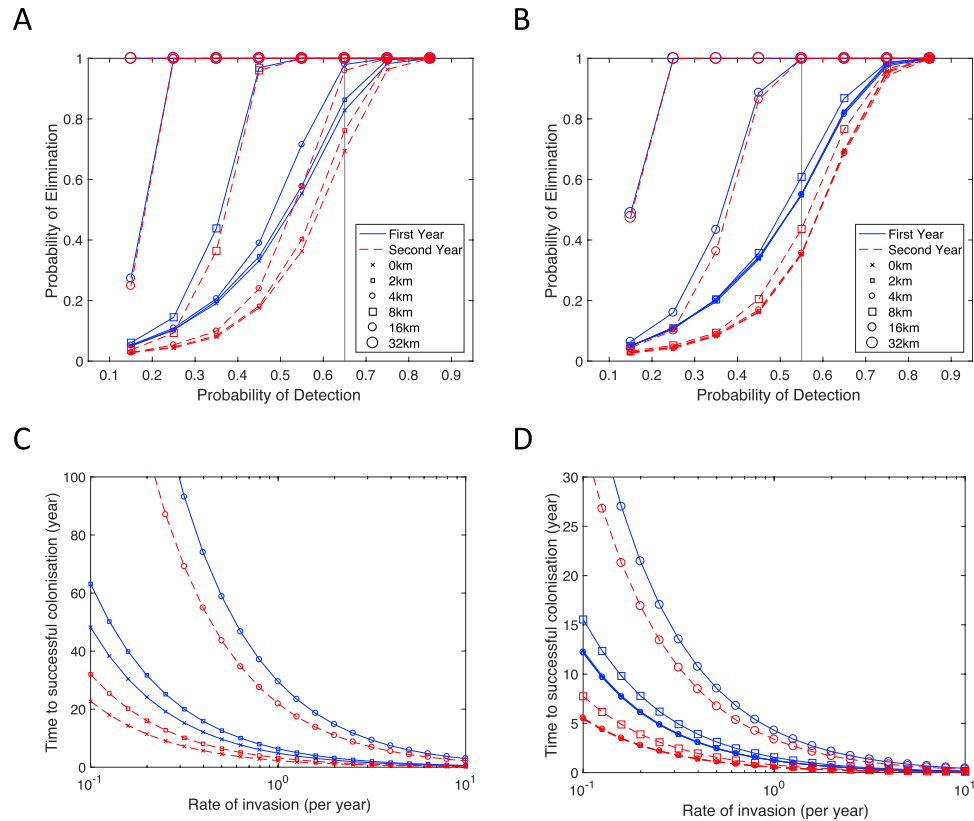 A
B
1
0.8
0.6
0.4
0.2
0
Probability of Elimination
0.1 0.2 0.3 0.4 0.5 0.6 0.7 0.8 0.9
Probability of Detection
First Year
Second Year
0km
2km
4km
8km
16km
32km
1
0.8
0.6
0.4
0.2
0
Probability of Elimination
0.1 0.2 0.3 0.4 0.5 0.6 0.7 0.8 0.9
Probability of Detection
First Year
Second Year
0km
2km
4km
8km
16km
32km
C
D
100
80
60
40
20
0
Time to successful colonisation (year)
10⁻¹ 10⁰ 10¹
Rate of invasion (per year)
30
25
20
15
10
5
0
Time to successful colonisation (year)
10⁻¹ 10⁰ 10¹
Rate of invasion (per year)